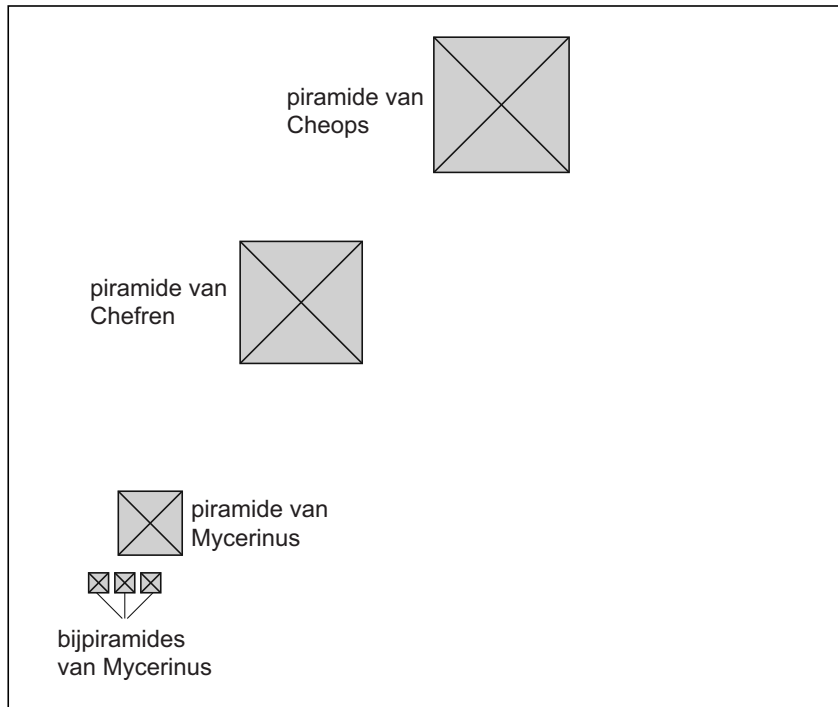 piramide van
Cheops
piramide van
Chefren
piramide van
Mycerinus
bijpiramides
van Mycerinus